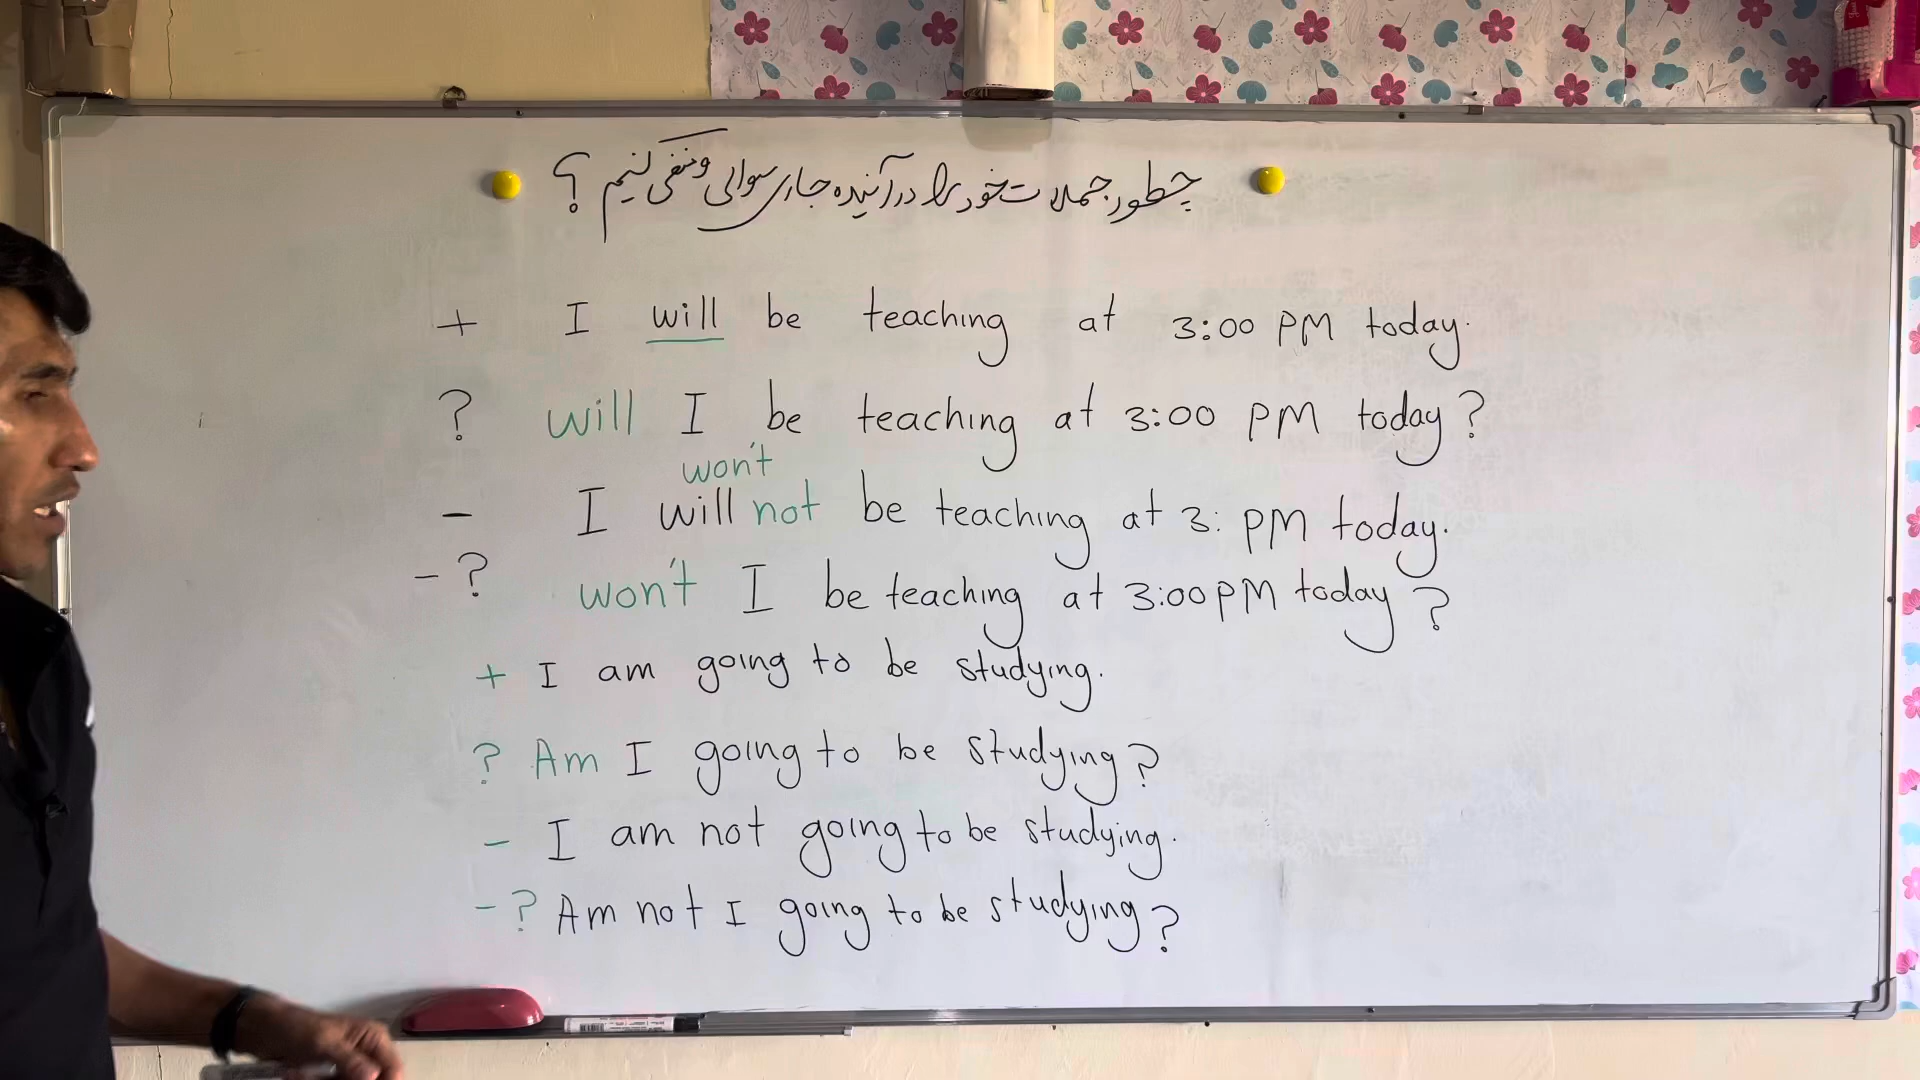 چطور جملات خود را در آینده جاری سوالی و منفی کنیم ؟
+ I will be teaching at 3:00 PM today.
? will I be teaching at 3:00 PM today?
won't
- I will not be teaching at 3: PM today.
- ? won't I be teaching at 3:00 PM today?
+ I am going to be studying.
? Am I going to be studying?
- I am not going to be studying.
- ? Am not I going to be studying?